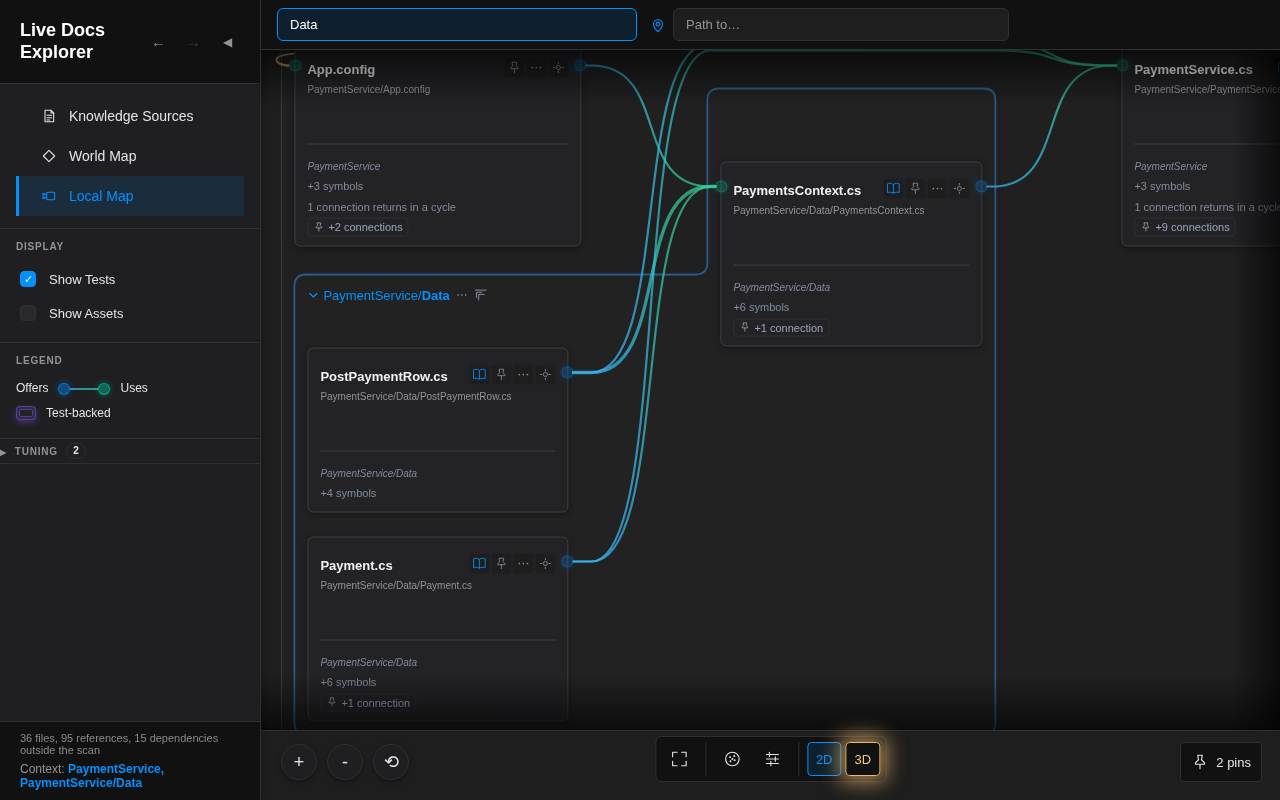 Live Docs
Explorer
← → ◀
Knowledge Sources
World Map
Local Map
DISPLAY
✓ Show Tests
Show Assets
LEGEND
Offers Uses
Test-backed
▶ TUNING 2
36 files, 95 references, 15 dependencies
outside the scan
Context: PaymentService,
PaymentService/Data
Data
Path to…
App.config
PaymentService/App.config
PaymentService
+3 symbols
1 connection returns in a cycle
+2 connections
PaymentService/Data
PostPaymentRow.cs
PaymentService/Data/PostPaymentRow.cs
PaymentService/Data
+4 symbols
Payment.cs
PaymentService/Data/Payment.cs
PaymentService/Data
+6 symbols
+1 connection
PaymentsContext.cs
PaymentService/Data/PaymentsContext.cs
PaymentService/Data
+6 symbols
+1 connection
PaymentService.cs
PaymentService/PaymentService
PaymentService
+3 symbols
1 connection returns in a cycle
+9 connections
+ - ⟲
2D 3D
2 pins